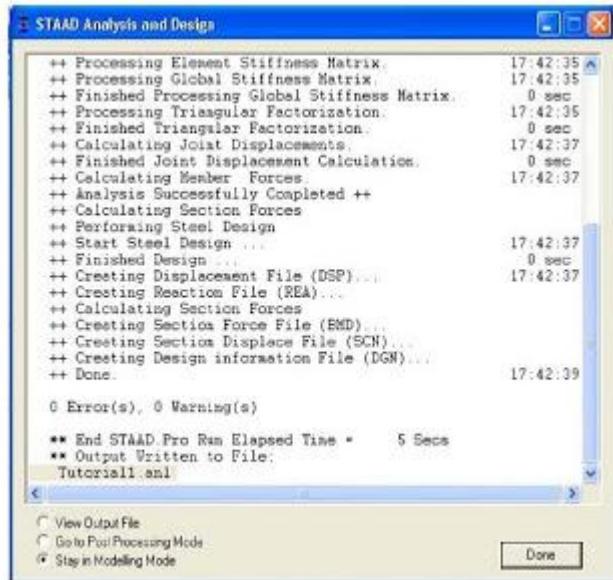 STAAD Analysis and Design
++ Processing Element Stiffness Matrix. 17:42:35
++ Processing Global Stiffness Matrix. 17:42:35
++ Finished Processing Global Stiffness Matrix. 0 sec
++ Processing Triangular Factorization. 17:42:35
++ Finished Triangular Factorization. 0 sec
++ Calculating Joint Displacements. 17:42:37
++ Finished Joint Displacement Calculation. 0 sec
++ Calculating Member Forces. 17:42:37
++ Analysis Successfully Completed ++
++ Calculating Section Forces
++ Performing Steel Design
++ Start Steel Design ... 17:42:37
++ Finished Design ... 0 sec
++ Creating Displacement File (DSP)... 17:42:37
++ Creating Reaction File (REA)...
++ Calculating Section Forces
++ Creating Section Force File (BMD)...
++ Creating Section Displace File (SCN)...
++ Creating Design information File (DGN)...
++ Done. 17:42:39
0 Error(s), 0 Warning(s)
** End STAAD.Pro Run Elapsed Time = 5 Secs
** Output Written to File:
Tutorial1.anl
View Output File
Go to Post Processing Mode
Stay in Modelling Mode
Done